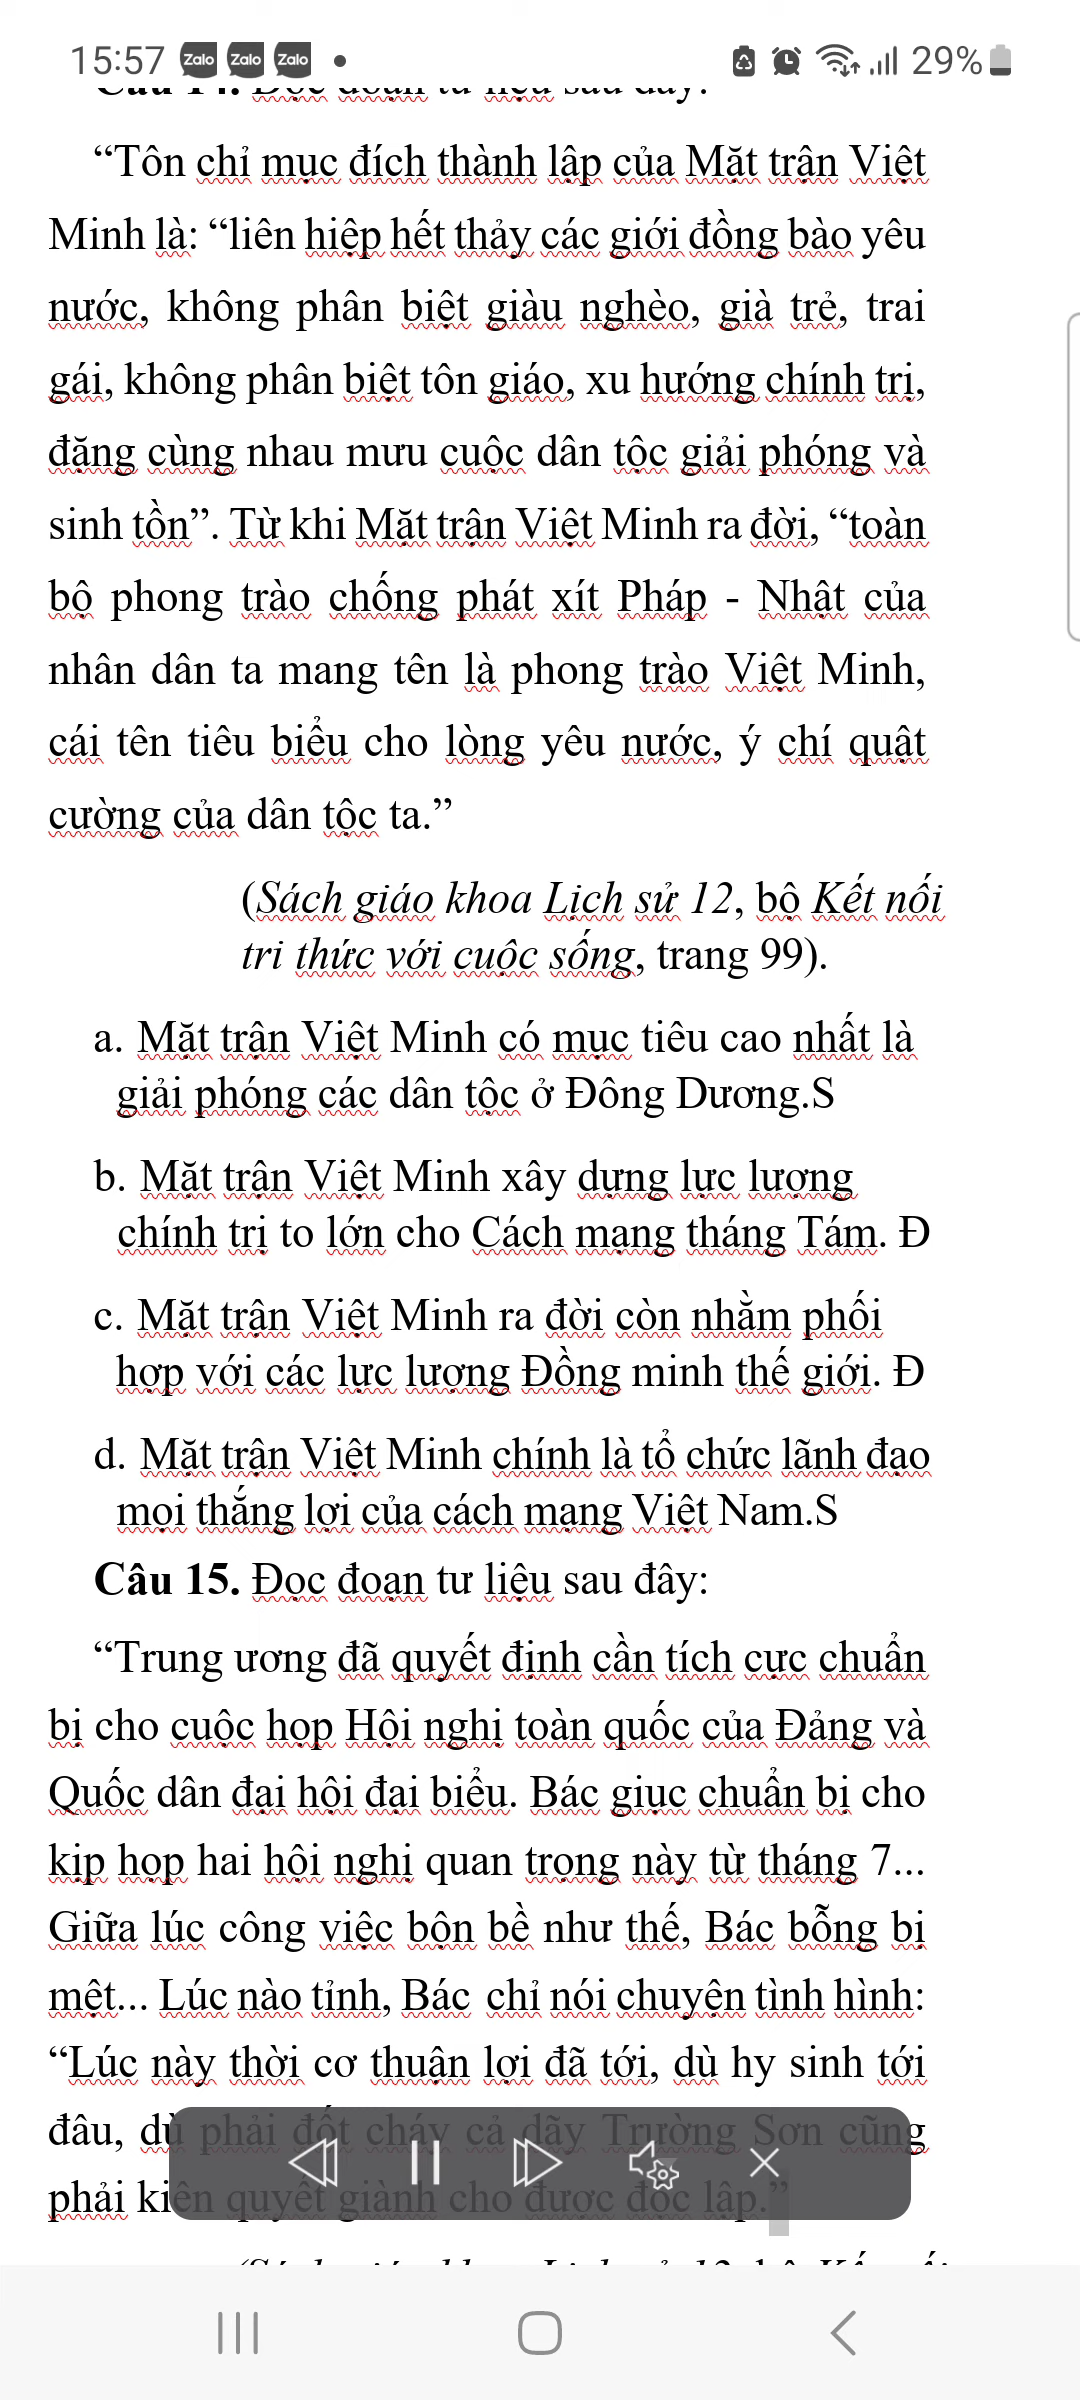 15:57 Zalo Zalo Zalo 29%
Câu 14. Đọc đoạn tư liệu sau đây:
“Tôn chỉ mục đích thành lập của Mặt trận Việt
Minh là: “liên hiệp hết thảy các giới đồng bào yêu
nước, không phân biệt giàu nghèo, già trẻ, trai
gái, không phân biệt tôn giáo, xu hướng chính trị,
đặng cùng nhau mưu cuộc dân tộc giải phóng và
sinh tồn”. Từ khi Mặt trận Việt Minh ra đời, “toàn
bộ phong trào chống phát xít Pháp - Nhật của
nhân dân ta mang tên là phong trào Việt Minh,
cái tên tiêu biểu cho lòng yêu nước, ý chí quật
cường của dân tộc ta.”
(Sách giáo khoa Lịch sử 12, bộ Kết nối
tri thức với cuộc sống, trang 99).
a. Mặt trận Việt Minh có mục tiêu cao nhất là
giải phóng các dân tộc ở Đông Dương.S
b. Mặt trận Việt Minh xây dựng lực lượng
chính trị to lớn cho Cách mạng tháng Tám. Đ
c. Mặt trận Việt Minh ra đời còn nhằm phối
hợp với các lực lượng Đồng minh thế giới. Đ
d. Mặt trận Việt Minh chính là tổ chức lãnh đạo
mọi thắng lợi của cách mạng Việt Nam.S
Câu 15. Đọc đoạn tư liệu sau đây:
“Trung ương đã quyết định cần tích cực chuẩn
bị cho cuộc họp Hội nghị toàn quốc của Đảng và
Quốc dân đại hội đại biểu. Bác giục chuẩn bị cho
kịp họp hai hội nghị quan trọng này từ tháng 7...
Giữa lúc công việc bộn bề như thế, Bác bỗng bị
mệt... Lúc nào tỉnh, Bác chỉ nói chuyện tình hình:
“Lúc này thời cơ thuận lợi đã tới, dù hy sinh tới
đâu, dù phải đốt cháy cả dãy Trường Sơn cũng
phải kiên quyết giành cho được độc lập.”